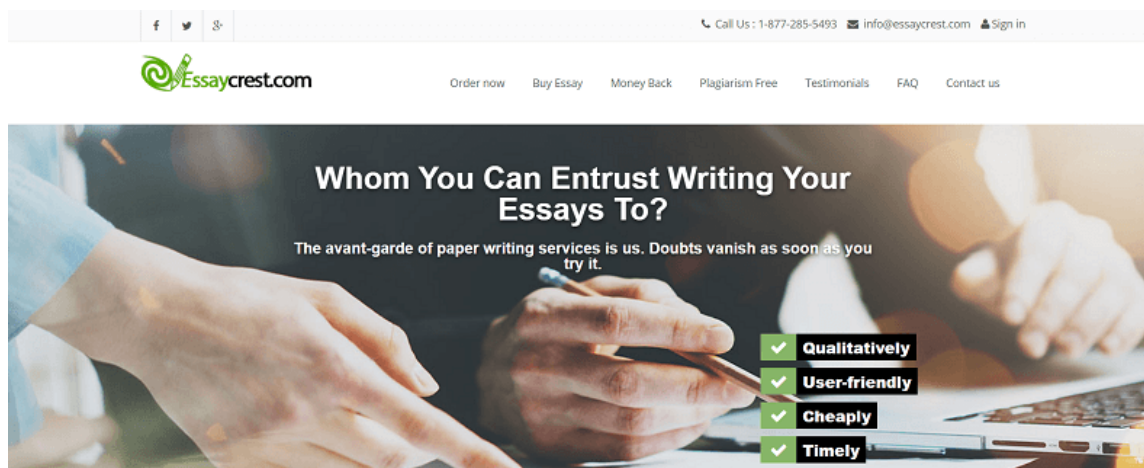 Call Us : 1-877-285-5493 info@essaycrest.com Sign in
Essaycrest.com
Order now Buy Essay Money Back Plagiarism Free Testimonials FAQ Contact us
Whom You Can Entrust Writing Your
Essays To?
The avant-garde of paper writing services is us. Doubts vanish as soon as you
try it.
Qualitatively
User-friendly
Cheaply
Timely